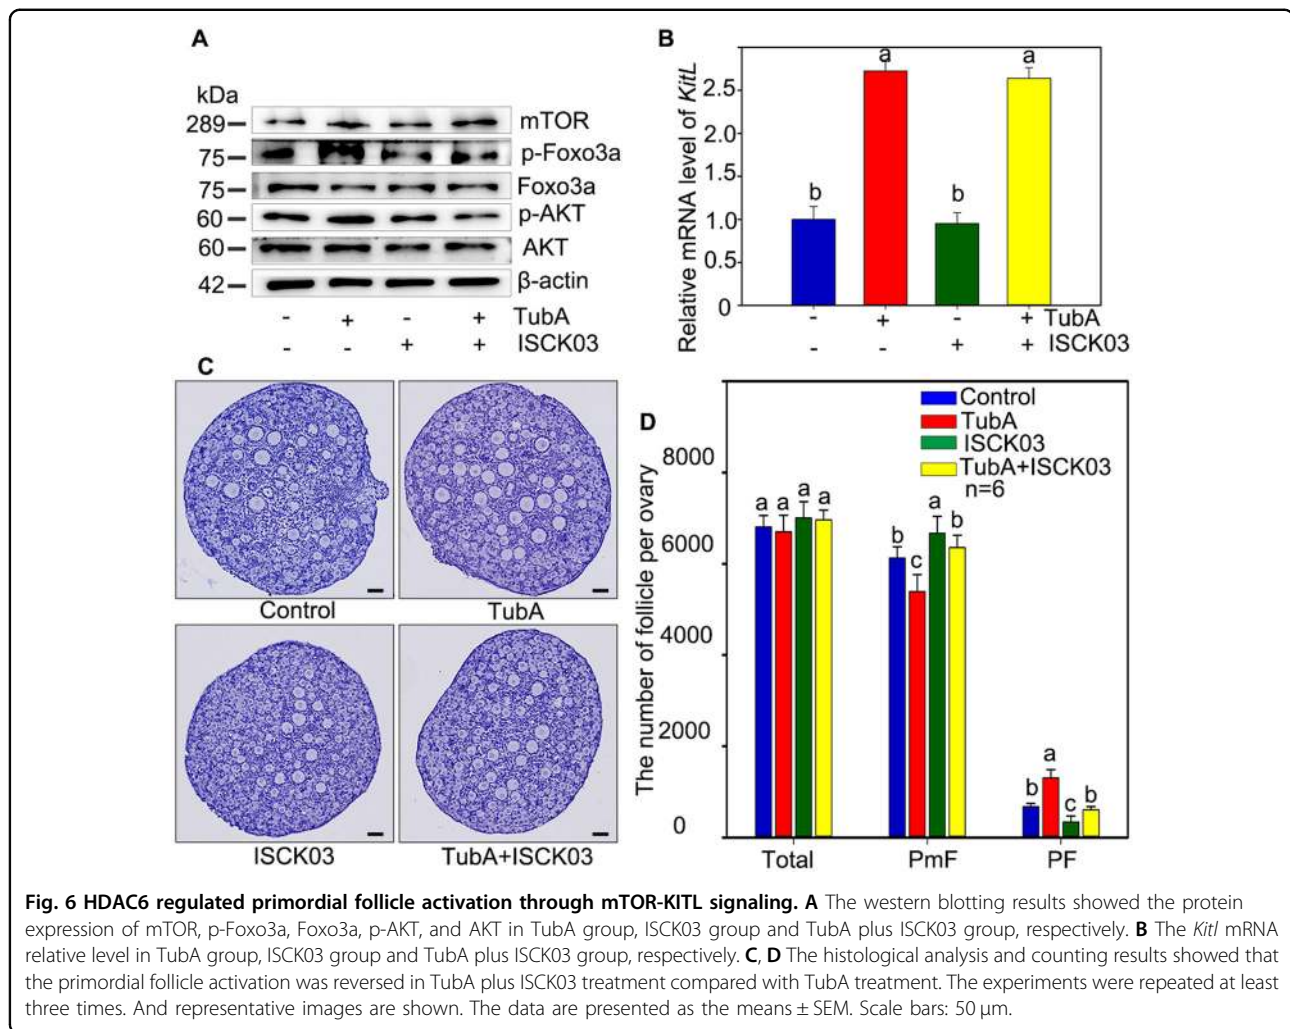 A
kDa
289 mTOR
75 p-Foxo3a
75 Foxo3a
60 p-AKT
60 AKT
42 β-actin
- + - + TubA
- - + + ISCK03
B
Relative mRNA level of KitL
2.5
2.0
1.5
1.0
0.5
0
b a b a
- + - + TubA
- - + + ISCK03
C
Control TubA
ISCK03 TubA+ISCK03
D
Control
TubA
ISCK03
TubA+ISCK03
n=6
The number of follicle per ovary
8000
6000
4000
2000
0
a a a a
b c a b
b a c b
Total PmF PF
Fig. 6 HDAC6 regulated primordial follicle activation through mTOR-KITL signaling. A The western blotting results showed the protein
expression of mTOR, p-Foxo3a, Foxo3a, p-AKT, and AKT in TubA group, ISCK03 group and TubA plus ISCK03 group, respectively. B The Kitl mRNA
relative level in TubA group, ISCK03 group and TubA plus ISCK03 group, respectively. C, D The histological analysis and counting results showed that
the primordial follicle activation was reversed in TubA plus ISCK03 treatment compared with TubA treatment. The experiments were repeated at least
three times. And representative images are shown. The data are presented as the means ± SEM. Scale bars: 50 μm.